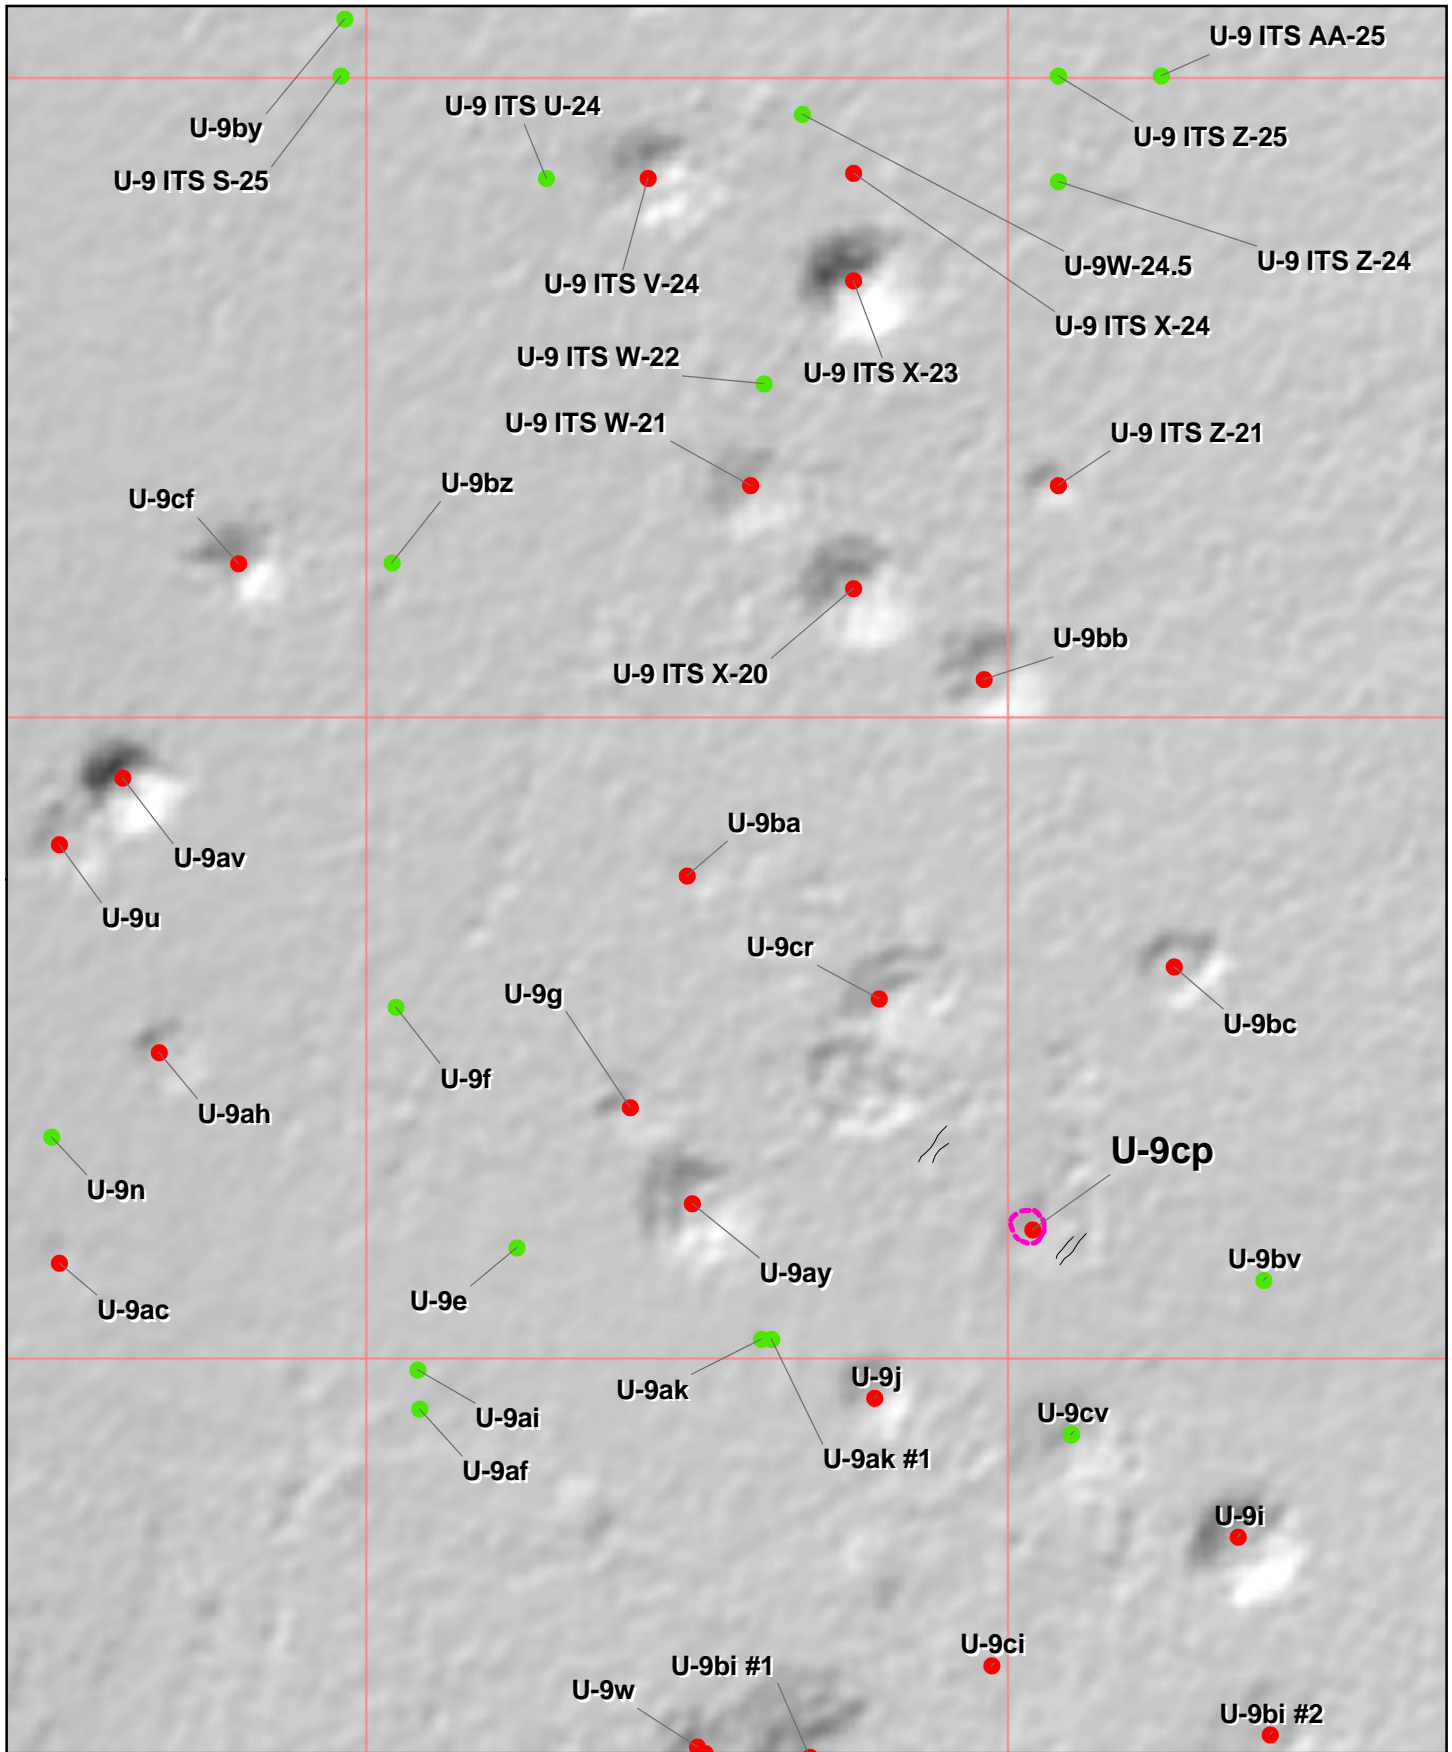 U-9 ITS AA-25
U-9 ITS U-24
U-9by
U-9 ITS Z-25
U-9 ITS S-25
U-9 ITS Z-24
U-9W-24.5
U-9 ITS V-24
U-9 ITS X-24
U-9 ITS W-22
U-9 ITS X-23
U-9 ITS W-21
U-9 ITS Z-21
U-9bz
U-9cf
U-9bb
U-9 ITS X-20
U-9ba
U-9av
U-9u
U-9cr
U-9g
U-9bc
U-9f
U-9ah
U-9cp
U-9n
U-9bv
U-9ay
U-9e
U-9ac
U-9j
U-9ak
U-9cv
U-9ai
U-9ak #1
U-9af
U-9i
U-9ci
U-9bi #1
U-9w
U-9bi #2